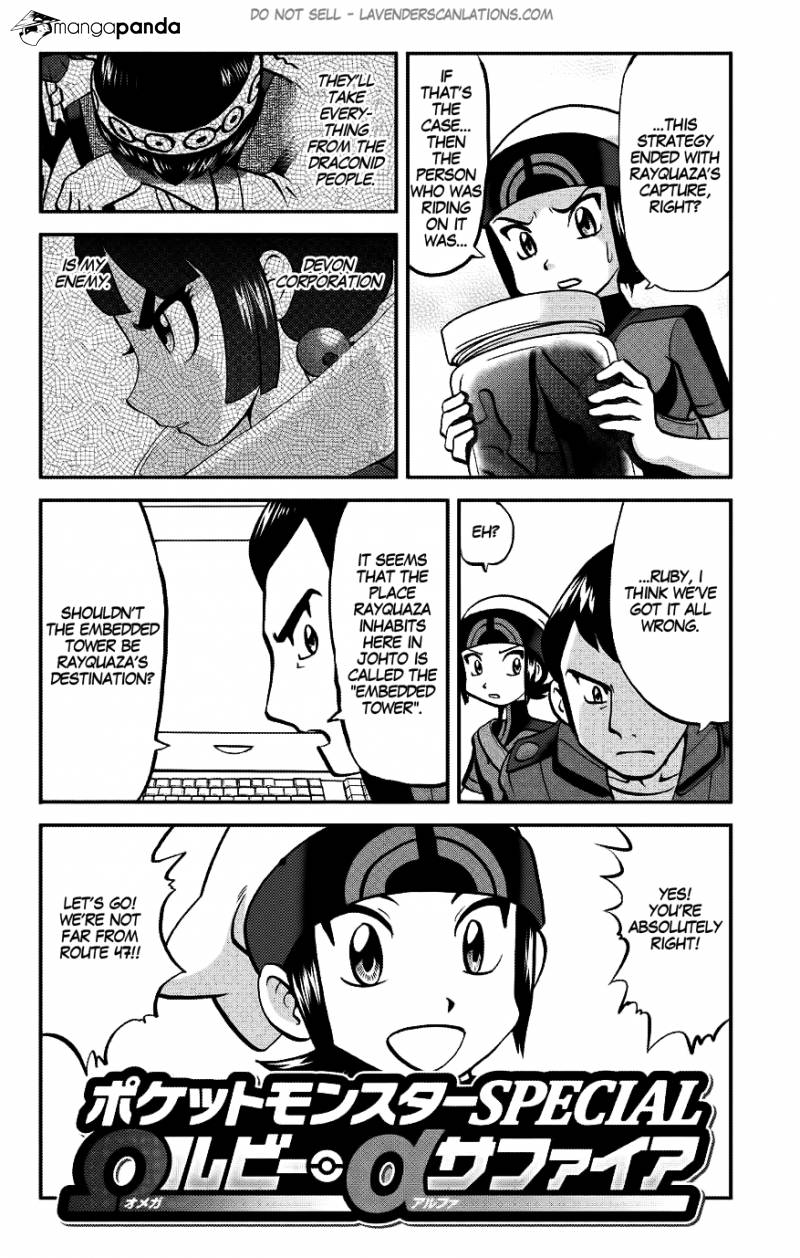 mangapanda
DO NOT SELL - LAVENDERSCANLATIONS.COM
...THIS
STRATEGY
ENDED WITH
RAYQUAZA'S
CAPTURE,
RIGHT?
IF
THAT'S
THE
CASE...
THEN
THE
PERSON
WHO WAS
RIDING
ON IT
WAS...
THEY'LL
TAKE
EVERY-
THING
FROM THE
DRACONID
PEOPLE.
DEVON
CORPORATION
IS MY
ENEMY.
...RUBY, I
THINK WE'VE
GOT IT ALL
WRONG.
EH?
IT SEEMS
THAT THE
PLACE
RAYQUAZA
INHABITS
HERE IN
JOHTO IS
CALLED THE
"EMBEDDED
TOWER".
SHOULDN'T
THE EMBEDDED
TOWER BE
RAYQUAZA'S
DESTINATION?
YES!
YOU'RE
ABSOLUTELY
RIGHT!
LET'S GO!
WE'RE NOT
FAR FROM
ROUTE 47!!
ポケットモンスターSPECIAL
Ωルビー・αサファイア
オメガ アルファ